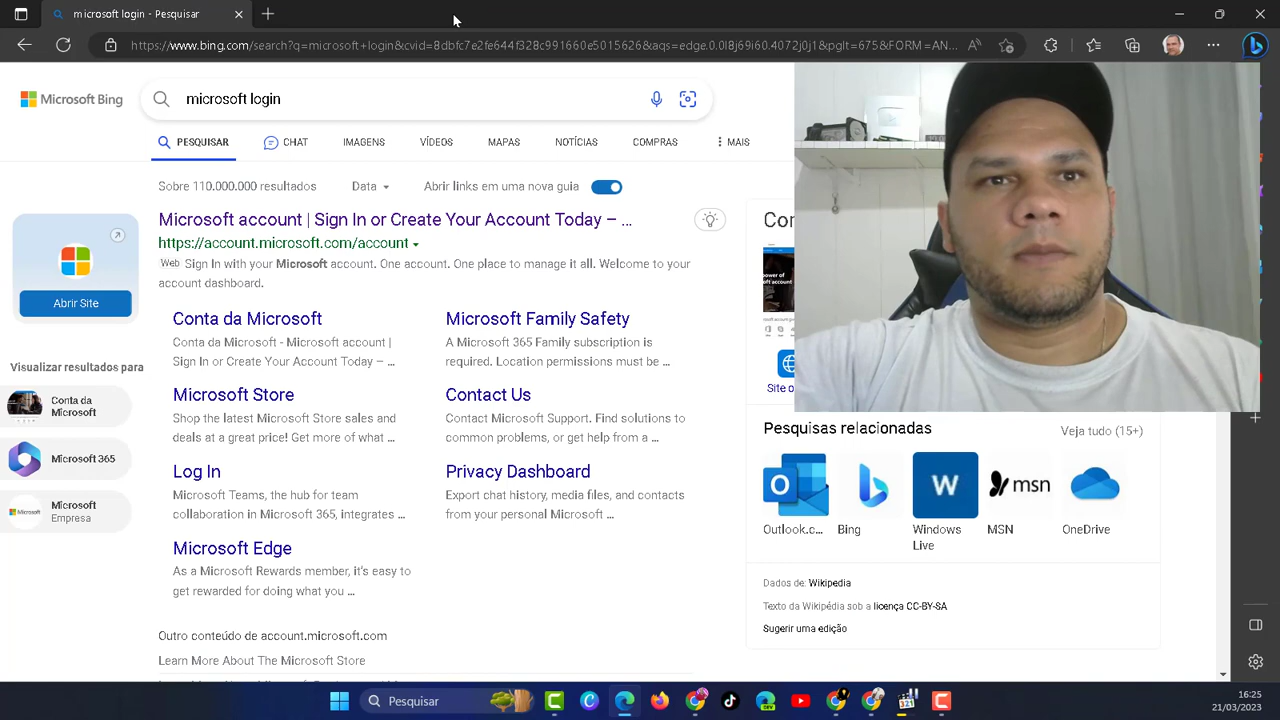 microsoft login - Pesquisar
https://www.bing.com/search?q=microsoft+login&cvid=8dbfc7e2fe644f328c991660e5015626&aqs=edge.0.0l8j69i60.4072j0j1&pglt=675&FORM=AN...
Microsoft Bing
microsoft login
PESQUISAR
CHAT
IMAGENS
VÍDEOS
MAPAS
NOTÍCIAS
COMPRAS
MAIS
Sobre 110.000.000 resultados
Data
Abrir links em uma nova guia
Abrir Site
Visualizar resultados para
Conta da
Microsoft
Microsoft 365
Microsoft
Microsoft
Empresa
Microsoft account | Sign In or Create Your Account Today – ...
https://account.microsoft.com/account
Web Sign In with your Microsoft account. One account. One place to manage it all. Welcome to your
account dashboard.
Conta da Microsoft
Conta da Microsoft - Microsoft account |
Sign In or Create Your Account Today – ...
Microsoft Family Safety
A Microsoft 365 Family subscription is
required. Location permissions must be ...
Microsoft Store
Shop the latest Microsoft Store sales and
deals at a great price! Get more of what ...
Contact Us
Contact Microsoft Support. Find solutions to
common problems, or get help from a ...
Log In
Microsoft Teams, the hub for team
collaboration in Microsoft 365, integrates ...
Privacy Dashboard
Export chat history, media files, and contacts
from your personal Microsoft ...
Microsoft Edge
As a Microsoft Rewards member, it's easy to
get rewarded for doing what you ...
Outro conteúdo de account.microsoft.com
Learn More About The Microsoft Store
Con
power of
soft account
Site o
Pesquisas relacionadas
Veja tudo (15+)
W
msn
Outlook.c...
Bing
Windows
Live
MSN
OneDrive
Dados de: Wikipedia
Texto da Wikipédia sob a licença CC-BY-SA
Sugerir uma edição
Pesquisar
16:25
21/03/2023